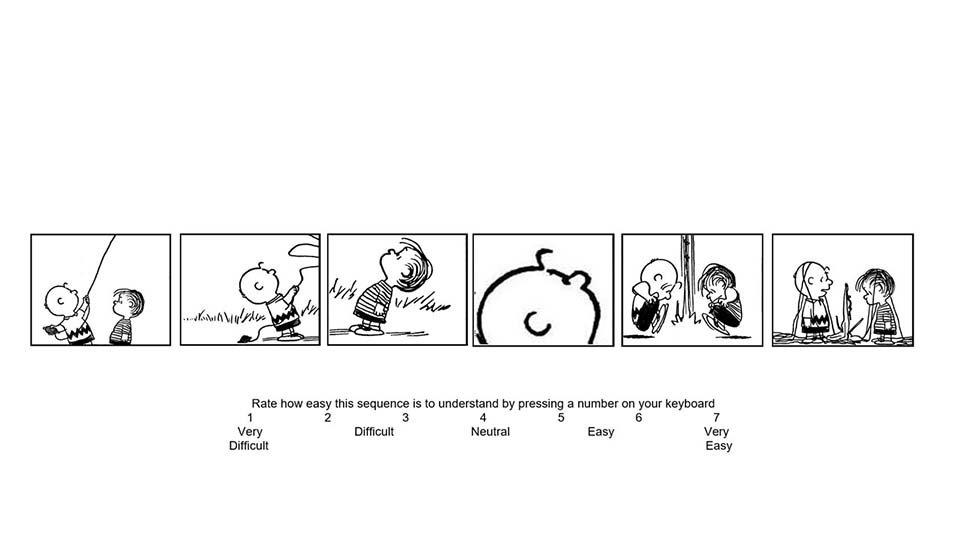 Rate how easy this sequence is to understand by pressing a number on your keyboard
1 2 3 4 5 6 7
Very Difficult Neutral Easy Very
Difficult Easy